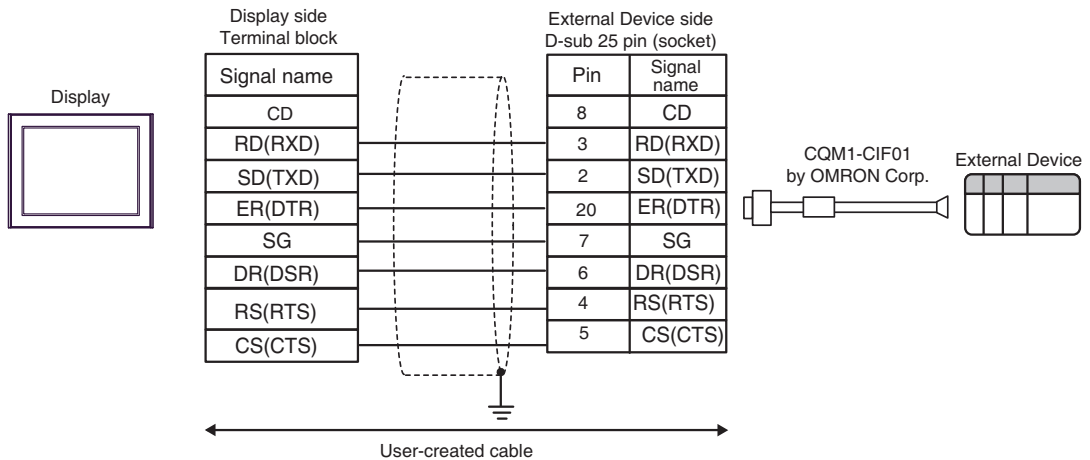 Display side
Terminal block
External Device side
D-sub 25 pin (socket)
Signal name
Pin
Signal
name
Display
CD
8
CD
RD(RXD)
3
RD(RXD)
SD(TXD)
2
SD(TXD)
ER(DTR)
20
ER(DTR)
SG
7
SG
DR(DSR)
6
DR(DSR)
RS(RTS)
4
RS(RTS)
CS(CTS)
5
CS(CTS)
CQM1-CIF01
by OMRON Corp.
External Device
User-created cable